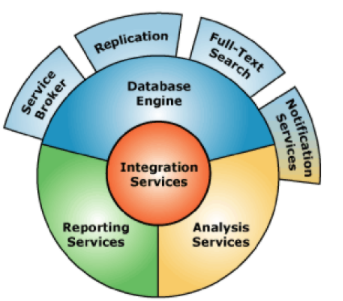 Service
Broker
Replication
Full-Text
Search
Notification
Services
Database
Engine
Integration
Services
Reporting
Services
Analysis
Services